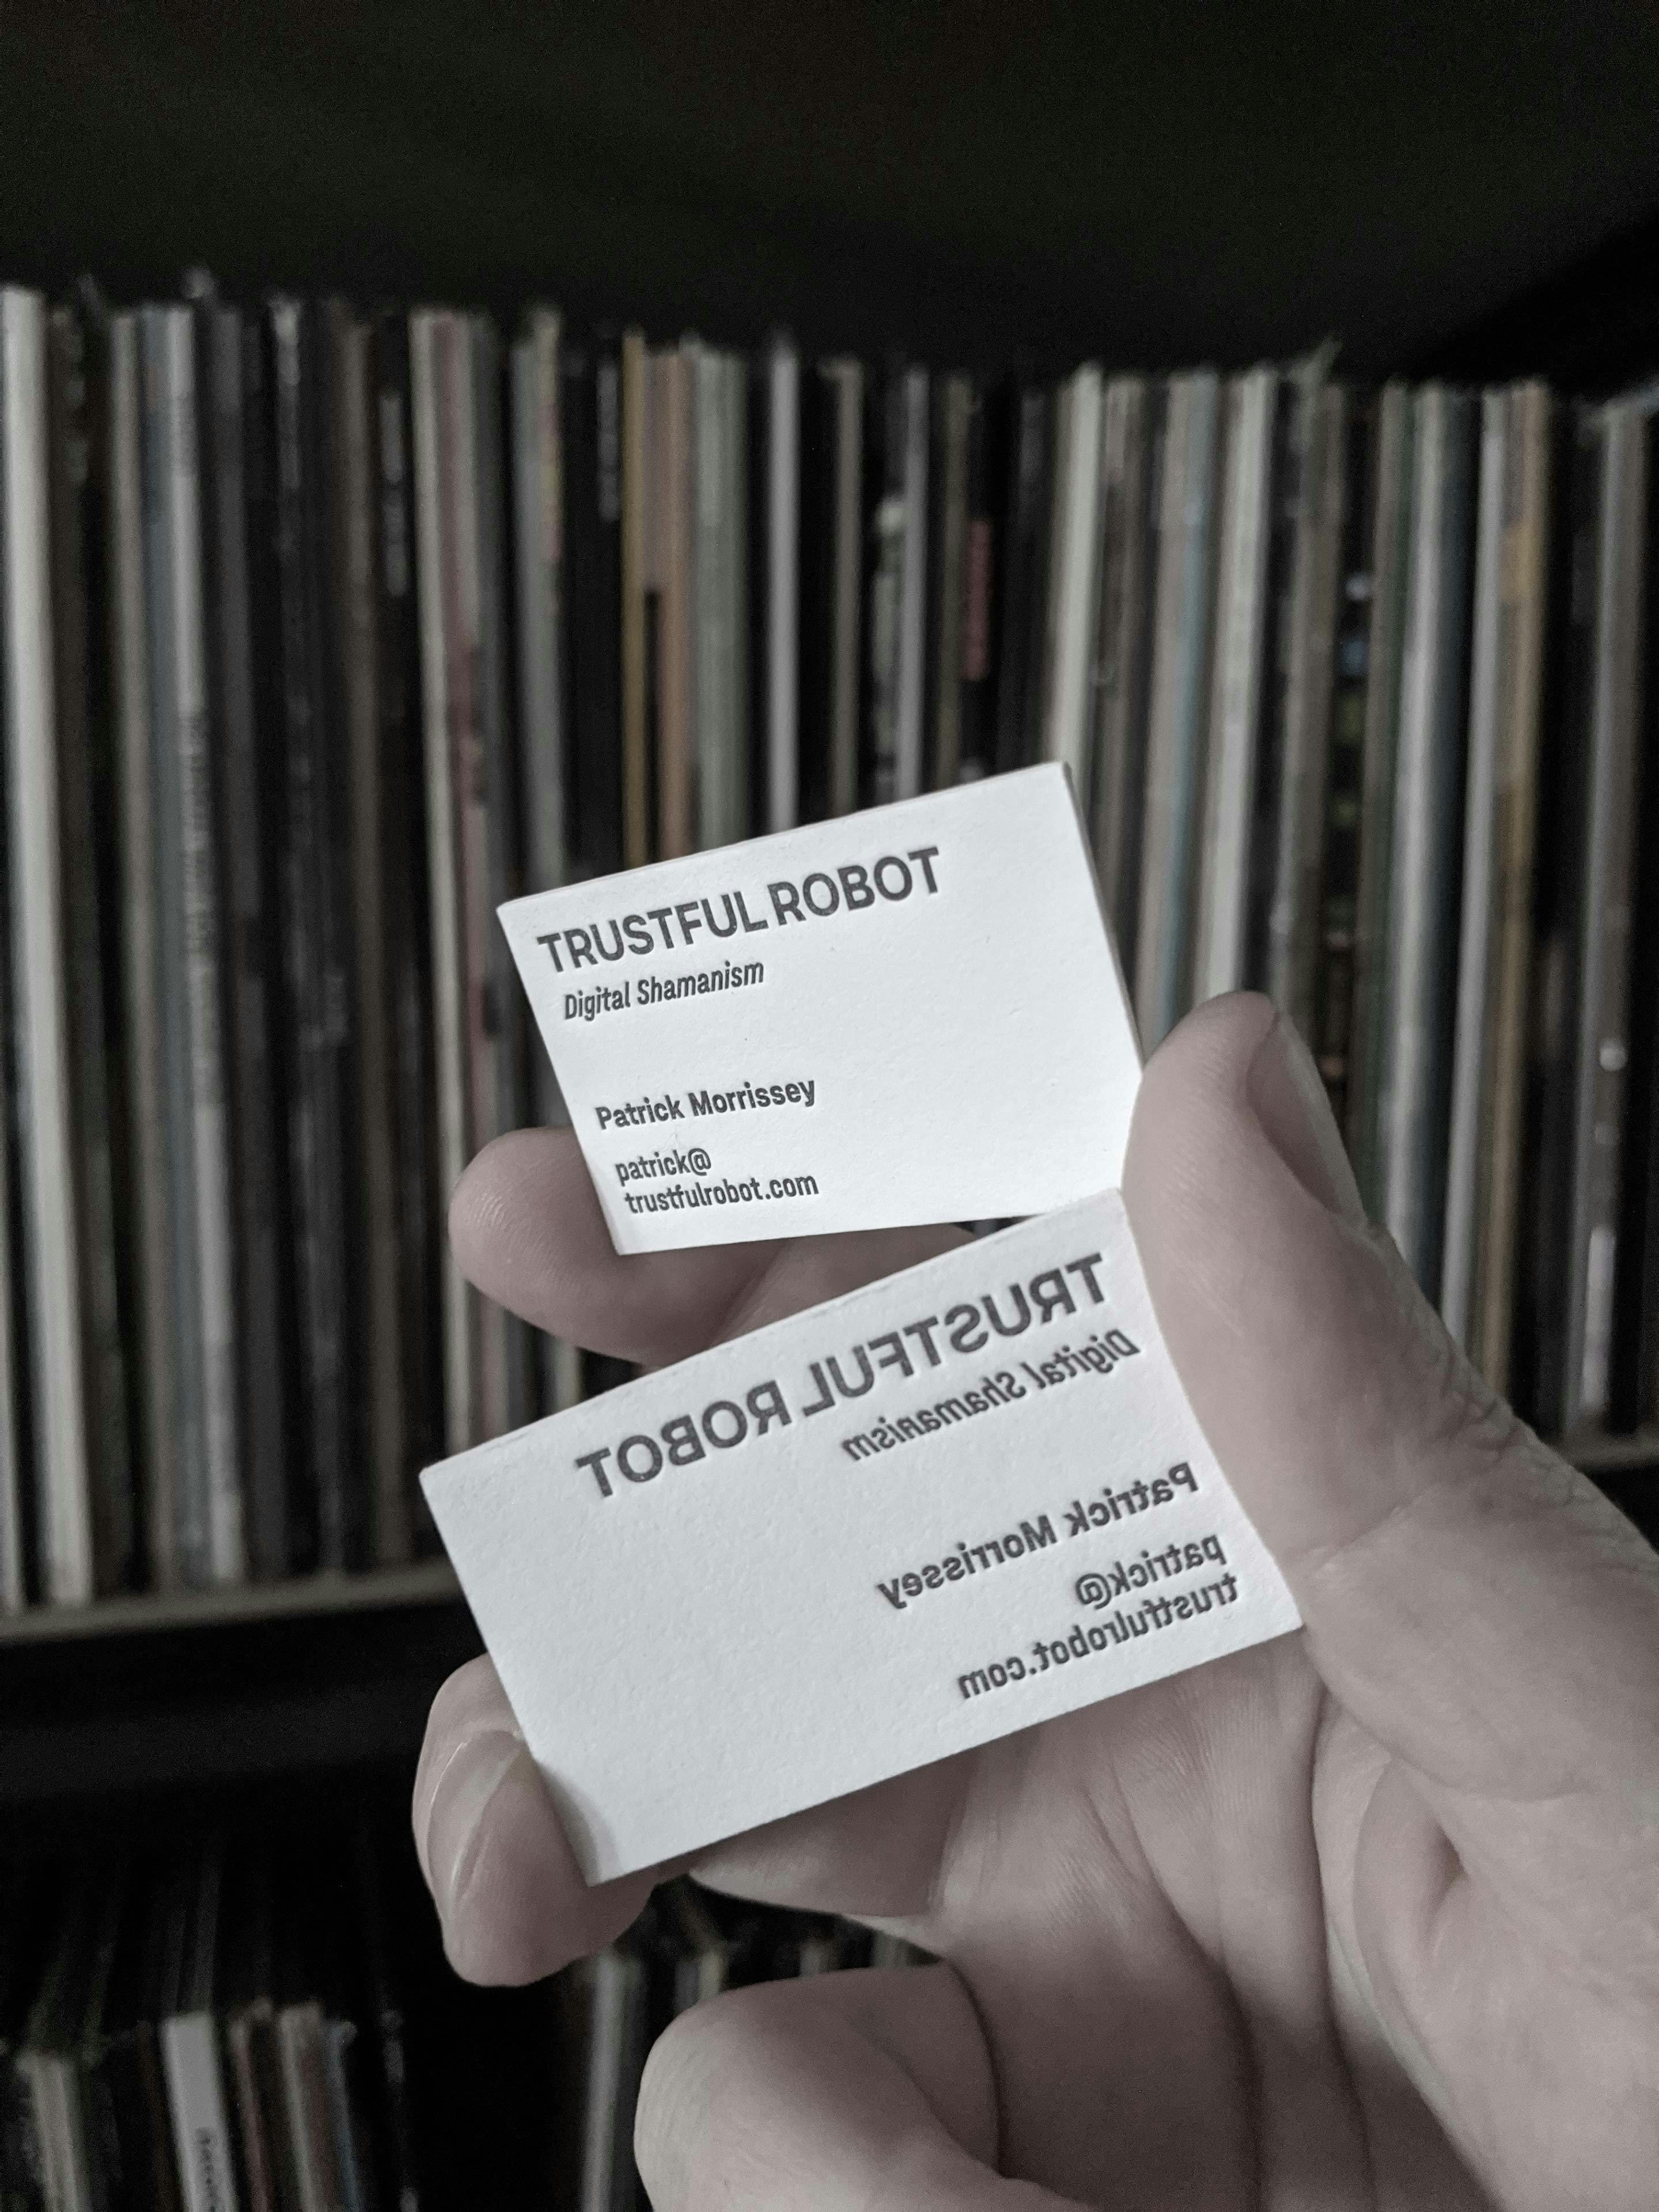 TRUSTFUL ROBOT
Digital Shamanism
Patrick Morrissey
patrick@
trustfulrobot.com
TRUSTFUL ROBOT
Digital Shamanism
Patrick Morrissey
patrick@
trustfulrobot.com